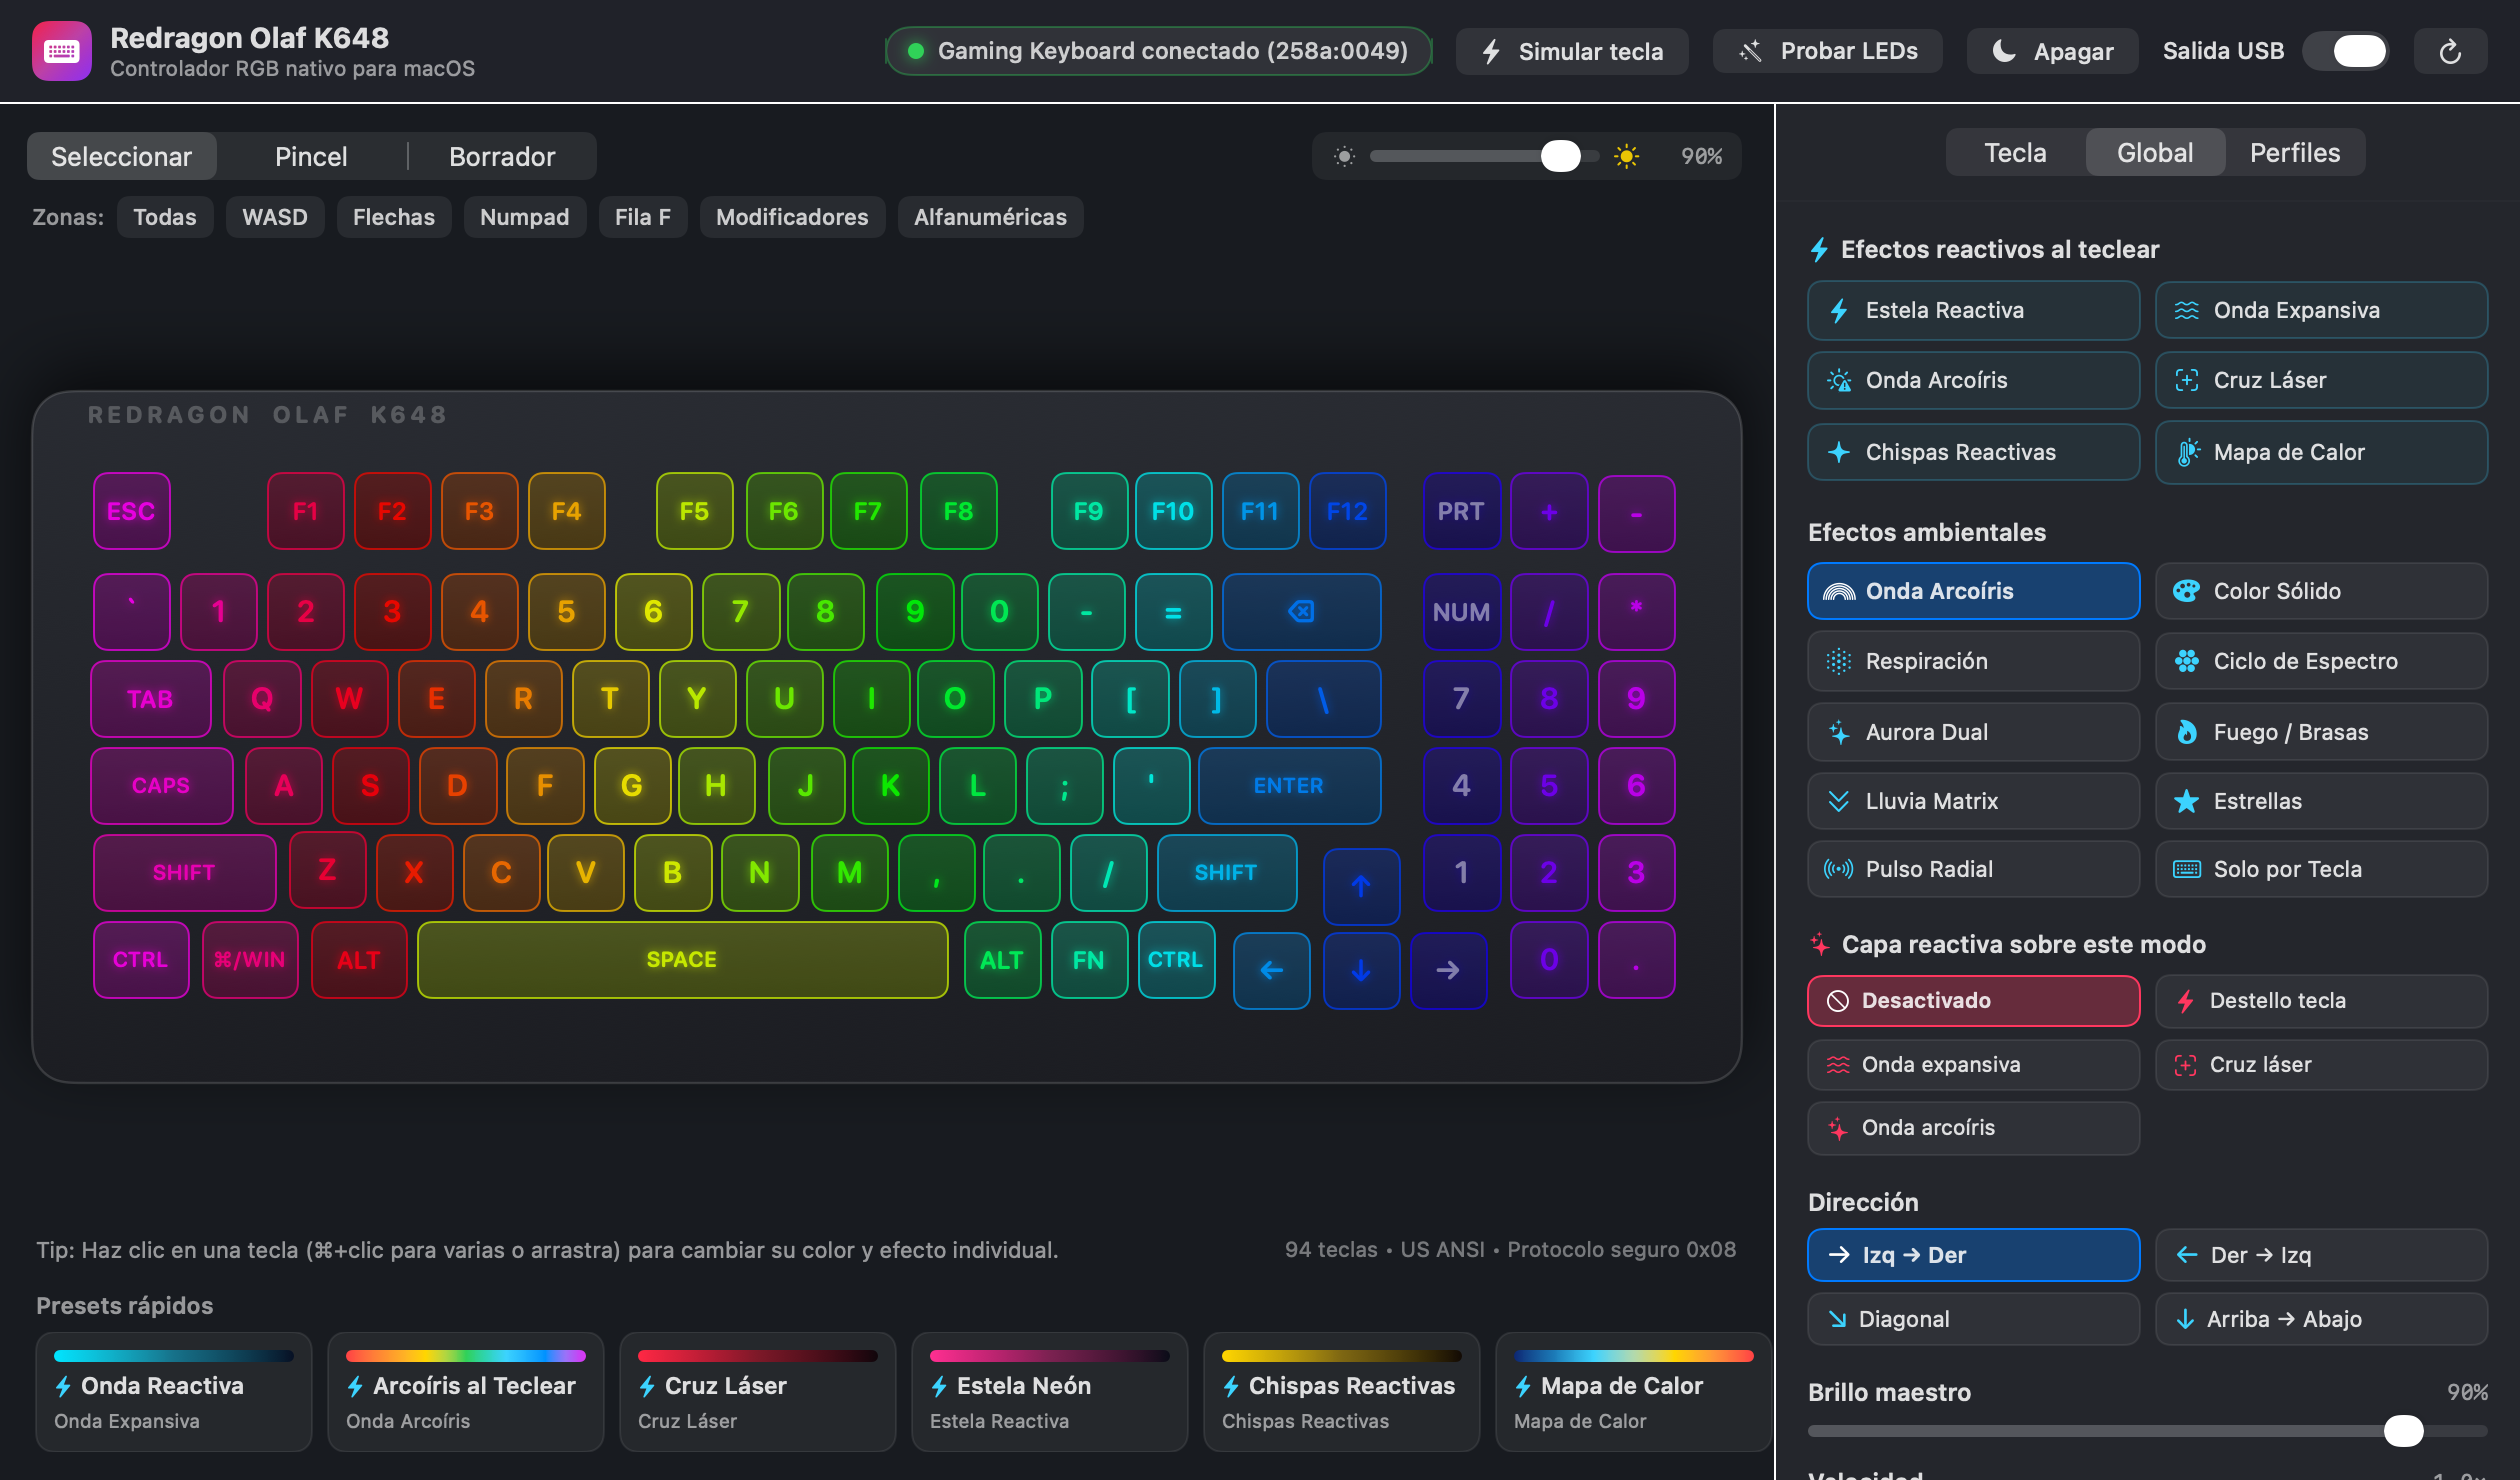 Redragon Olaf K648
Controlador RGB nativo para macOS
Gaming Keyboard conectado (258a:0049)
Simular tecla
Probar LEDs
Apagar
Salida USB
Seleccionar Pincel Borrador
90%
Zonas: Todas WASD Flechas Numpad Fila F Modificadores Alfanuméricas
REDRAGON OLAF K648
ESC F1 F2 F3 F4 F5 F6 F7 F8 F9 F10 F11 F12 PRT + -
` 1 2 3 4 5 6 7 8 9 0 - = ⌫ NUM / *
TAB Q W E R T Y U I O P [ ] \ 7 8 9
CAPS A S D F G H J K L ; ' ENTER 4 5 6
SHIFT Z X C V B N M , . / SHIFT ↑ 1 2 3
CTRL ⌘/WIN ALT SPACE ALT FN CTRL ← ↓ → 0 .
Tip: Haz clic en una tecla (⌘+clic para varias o arrastra) para cambiar su color y efecto individual.
94 teclas • US ANSI • Protocolo seguro 0x08
Presets rápidos
Onda Reactiva
Onda Expansiva
Arcoíris al Teclear
Onda Arcoíris
Cruz Láser
Cruz Láser
Estela Neón
Estela Reactiva
Chispas Reactivas
Chispas Reactivas
Mapa de Calor
Mapa de Calor
Tecla Global Perfiles
Efectos reactivos al teclear
Estela Reactiva
Onda Expansiva
Onda Arcoíris
Cruz Láser
Chispas Reactivas
Mapa de Calor
Efectos ambientales
Onda Arcoíris
Color Sólido
Respiración
Ciclo de Espectro
Aurora Dual
Fuego / Brasas
Lluvia Matrix
Estrellas
Pulso Radial
Solo por Tecla
Capa reactiva sobre este modo
Desactivado
Destello tecla
Onda expansiva
Cruz láser
Onda arcoíris
Dirección
→ Izq → Der
← Der → Izq
↘ Diagonal
↓ Arriba → Abajo
Brillo maestro 90%
Velocidad